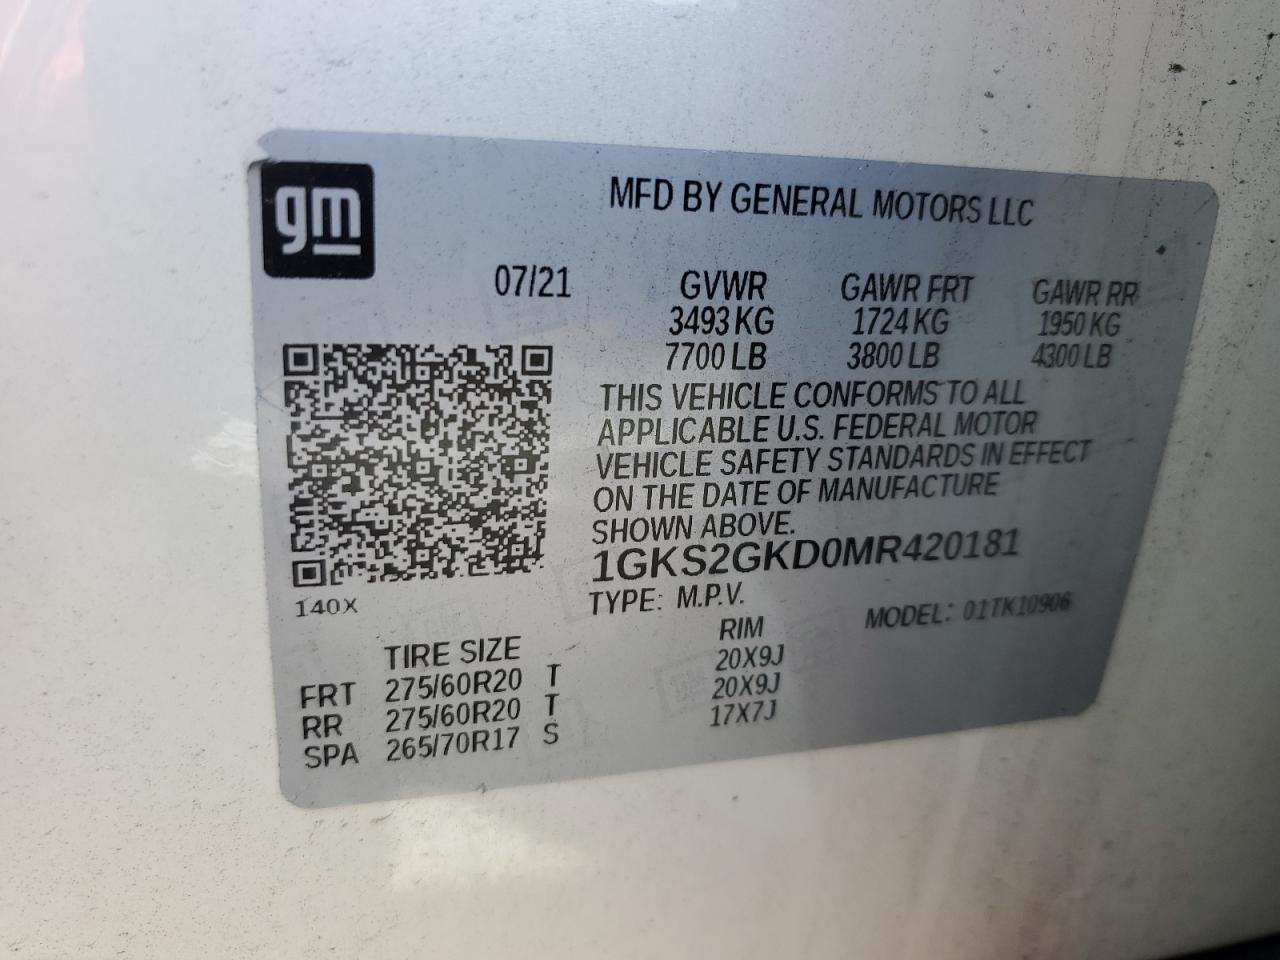 gm
MFD BY GENERAL MOTORS LLC
07/21 GVWR GAWR FRT GAWR RR
3493 KG 1724 KG 1950 KG
7700 LB 3800 LB 4300 LB
THIS VEHICLE CONFORMS TO ALL
APPLICABLE U.S. FEDERAL MOTOR
VEHICLE SAFETY STANDARDS IN EFFECT
ON THE DATE OF MANUFACTURE
SHOWN ABOVE.
1GKS2GKD0MR420181
140X
TYPE: M.P.V. MODEL: 01TK10906
TIRE SIZE RIM
FRT 275/60R20 T 20X9J
RR 275/60R20 T 20X9J
SPA 265/70R17 S 17X7J